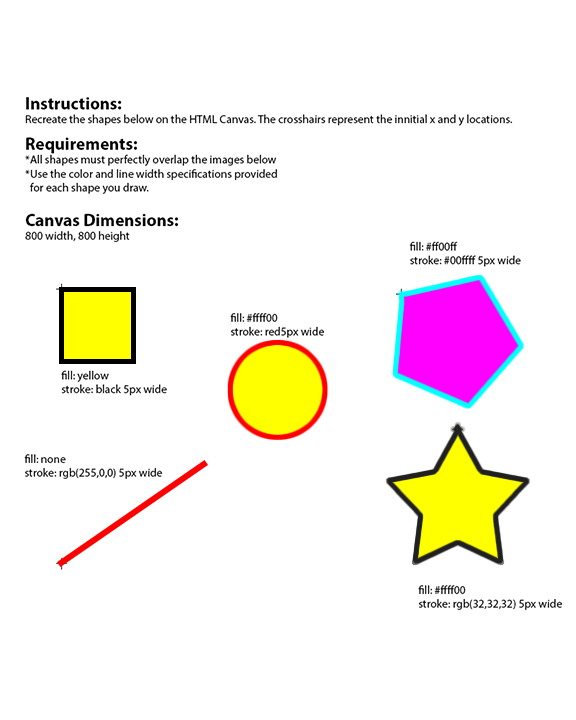 Instructions:
Recreate the shapes below on the HTML Canvas. The crosshairs represent the innitial x and y locations.
Requirements:
*All shapes must perfectly overlap the images below
*Use the color and line width specifications provided
for each shape you draw.
Canvas Dimensions:
800 width, 800 height
fill: #ff00ff
stroke: #00ffff 5px wide
fill: #ffff00
stroke: red5px wide
fill: yellow
stroke: black 5px wide
fill: none
stroke: rgb(255,0,0) 5px wide
fill: #ffff00
stroke: rgb(32,32,32) 5px wide